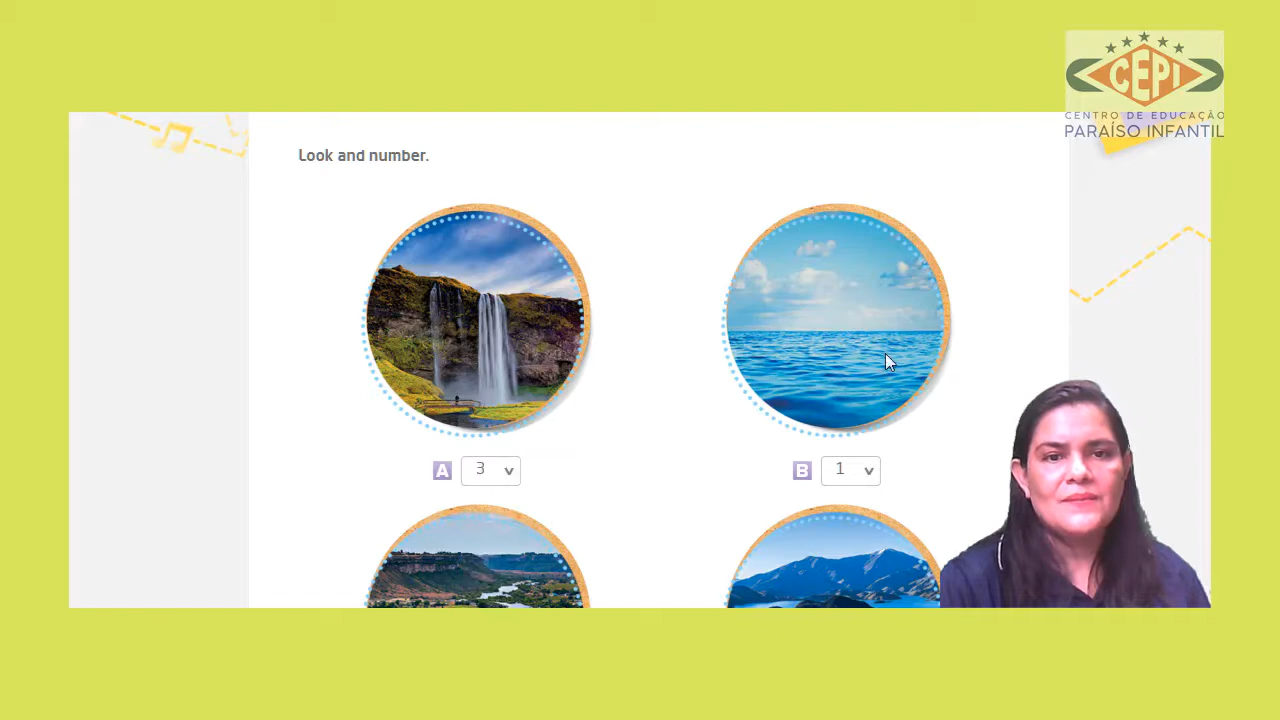 CEPI
CENTRO DE EDUCAÇÃO
PARAÍSO INFANTIL
Look and number.
A 3
B 1